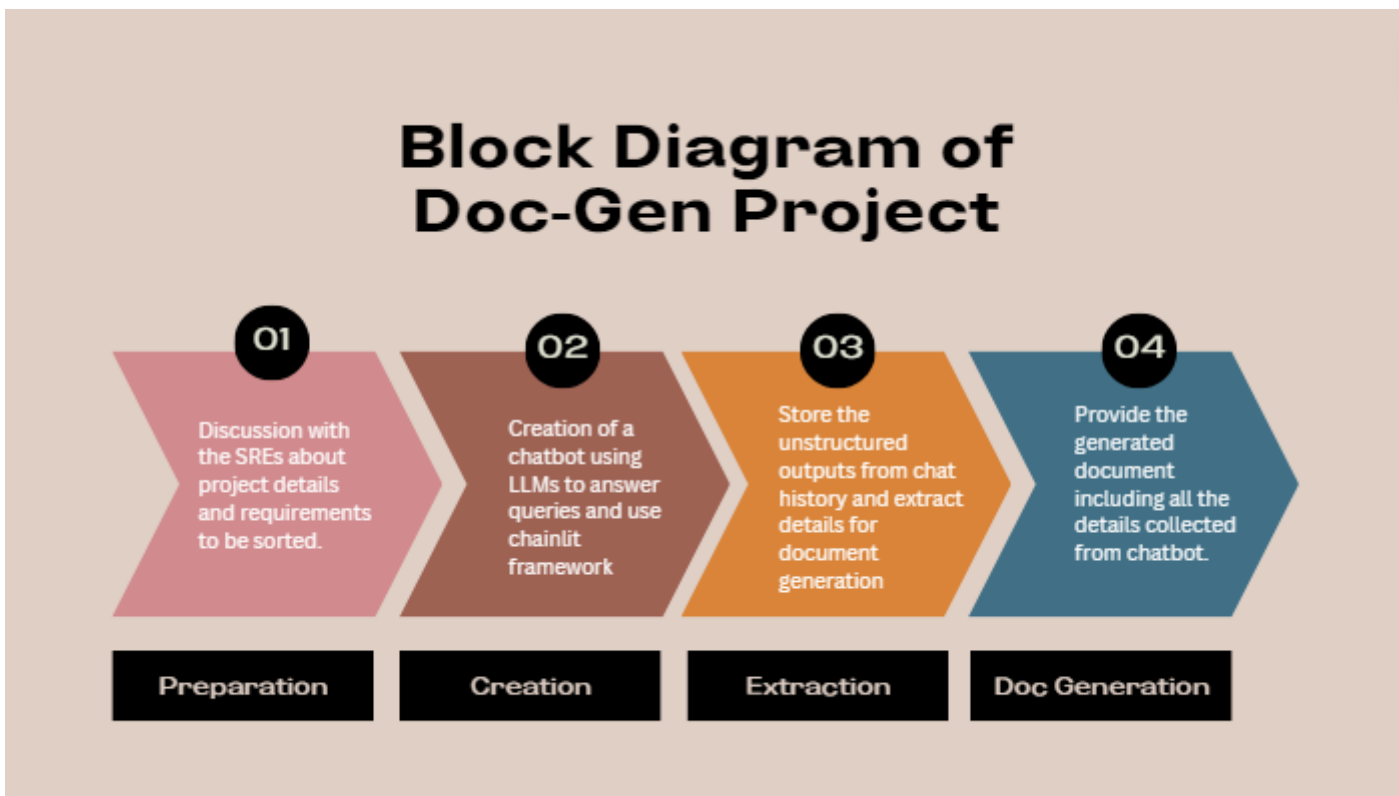 Block Diagram of
Doc-Gen Project
01
Discussion with
the SREs about
project details
and requirements
to be sorted.
Preparation
02
Creation of a
chatbot using
LLMs to answer
queries and use
chainlit
framework
Creation
03
Store the
unstructured
outputs from chat
history and extract
details for
document
generation
Extraction
04
Provide the
generated
document
including all the
details collected
from chatbot.
Doc Generation